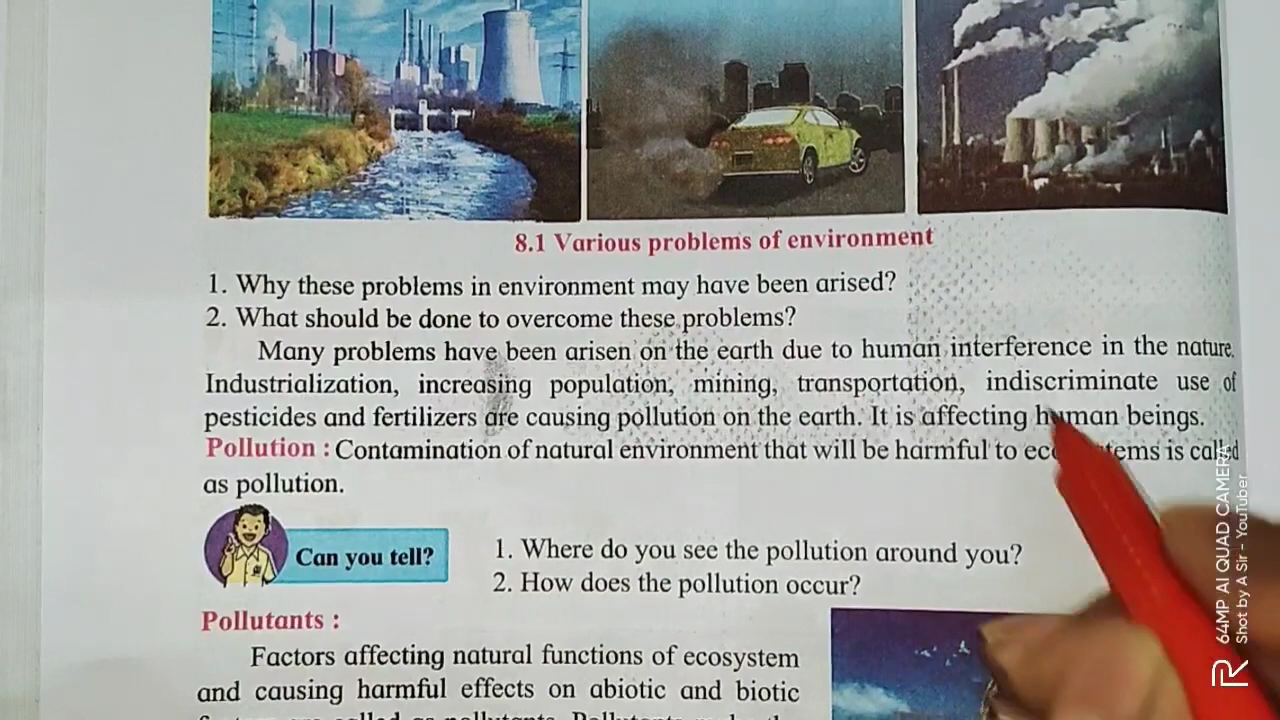 8.1 Various problems of environment
1. Why these problems in environment may have been arised?
2. What should be done to overcome these problems?
Many problems have been arisen on the earth due to human interference in the nature.
Industrialization, increasing population, mining, transportation, indiscriminate use of
pesticides and fertilizers are causing pollution on the earth. It is affecting human beings.
Pollution : Contamination of natural environment that will be harmful to is called
as pollution.
Can you tell?
1. Where do you see the pollution around you?
2. How does the pollution occur?
Pollutants :
Factors affecting natural functions of ecosystem
and causing harmful effects on abiotic and biotic
called as pollutants.
64MP AI QUAD CAMERA
Shot by A Sir - YouTuber